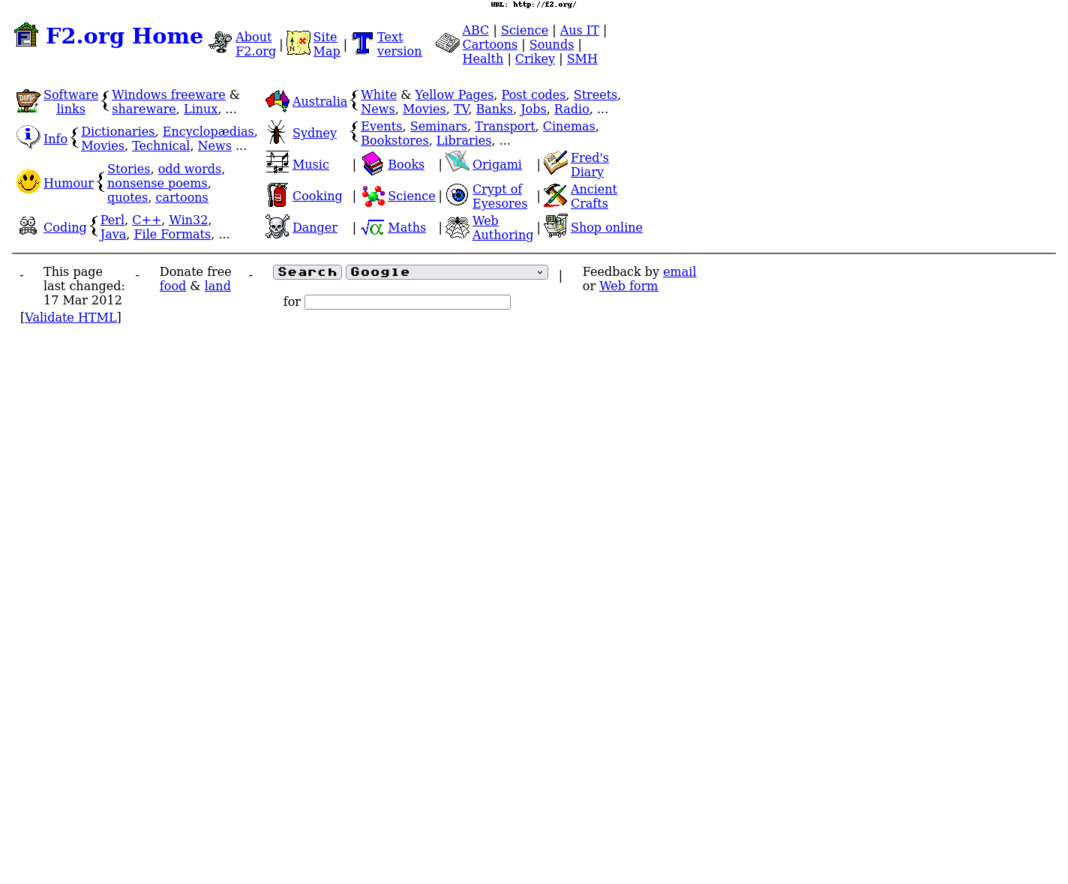 URL: http://f2.org/
F2.org Home
About
F2.org |
Site
Map |
Text
version
ABC | Science | Aus IT |
Cartoons | Sounds |
Health | Crikey | SMH
Software
links
Windows freeware &
shareware, Linux, ...
Australia
White & Yellow Pages, Post codes, Streets,
News, Movies, TV, Banks, Jobs, Radio, ...
Info
Dictionaries, Encyclopædias,
Movies, Technical, News ...
Sydney
Events, Seminars, Transport, Cinemas,
Bookstores, Libraries, ...
Humour
Stories, odd words,
nonsense poems,
quotes, cartoons
Music | Books | Origami |
Fred's
Diary
Cooking | Science |
Crypt of
Eyesores |
Ancient
Crafts
Coding
Perl, C++, Win32,
Java, File Formats, ...
Danger | Maths |
Web
Authoring | Shop online
- This page
last changed:
17 Mar 2012
- Donate free
food & land
- Search Google
for
| Feedback by email
or Web form
[Validate HTML]